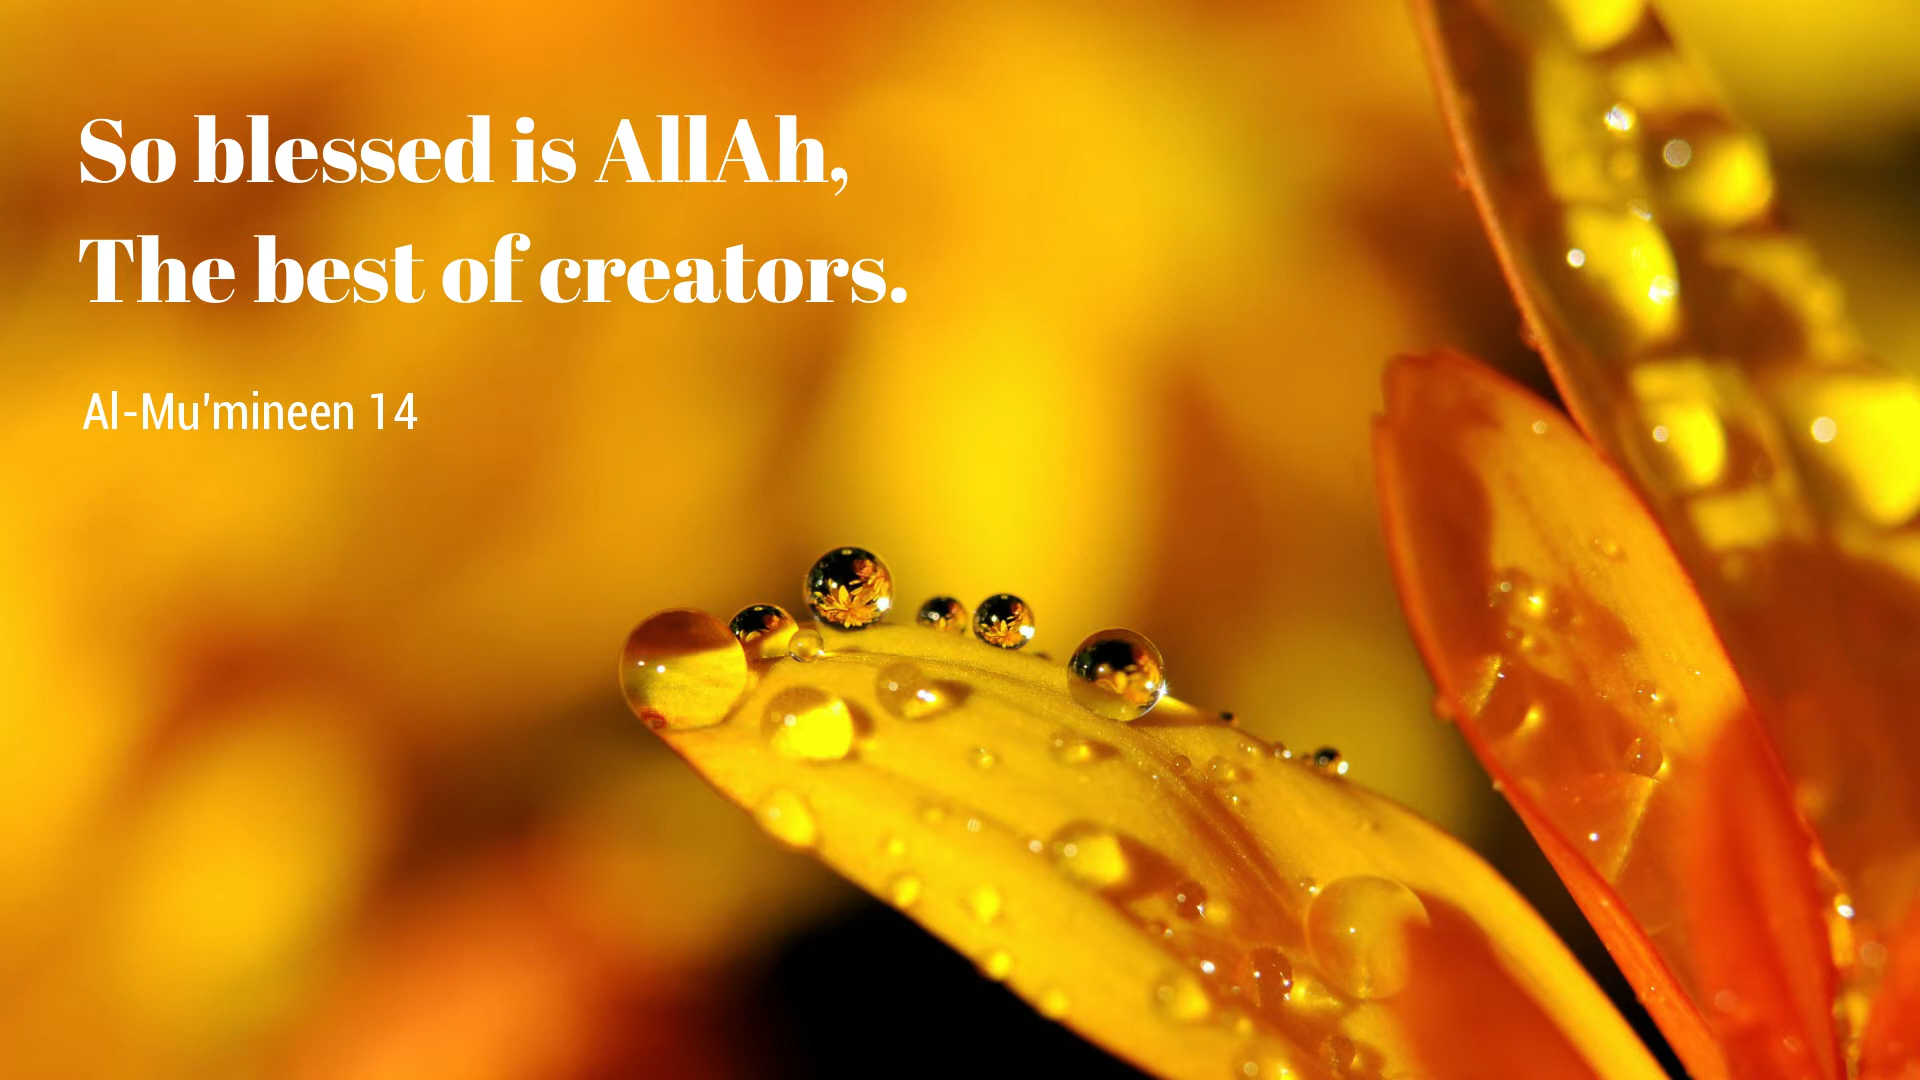 So blessed is AllAh,
The best of creators.
Al-Mu'mineen 14